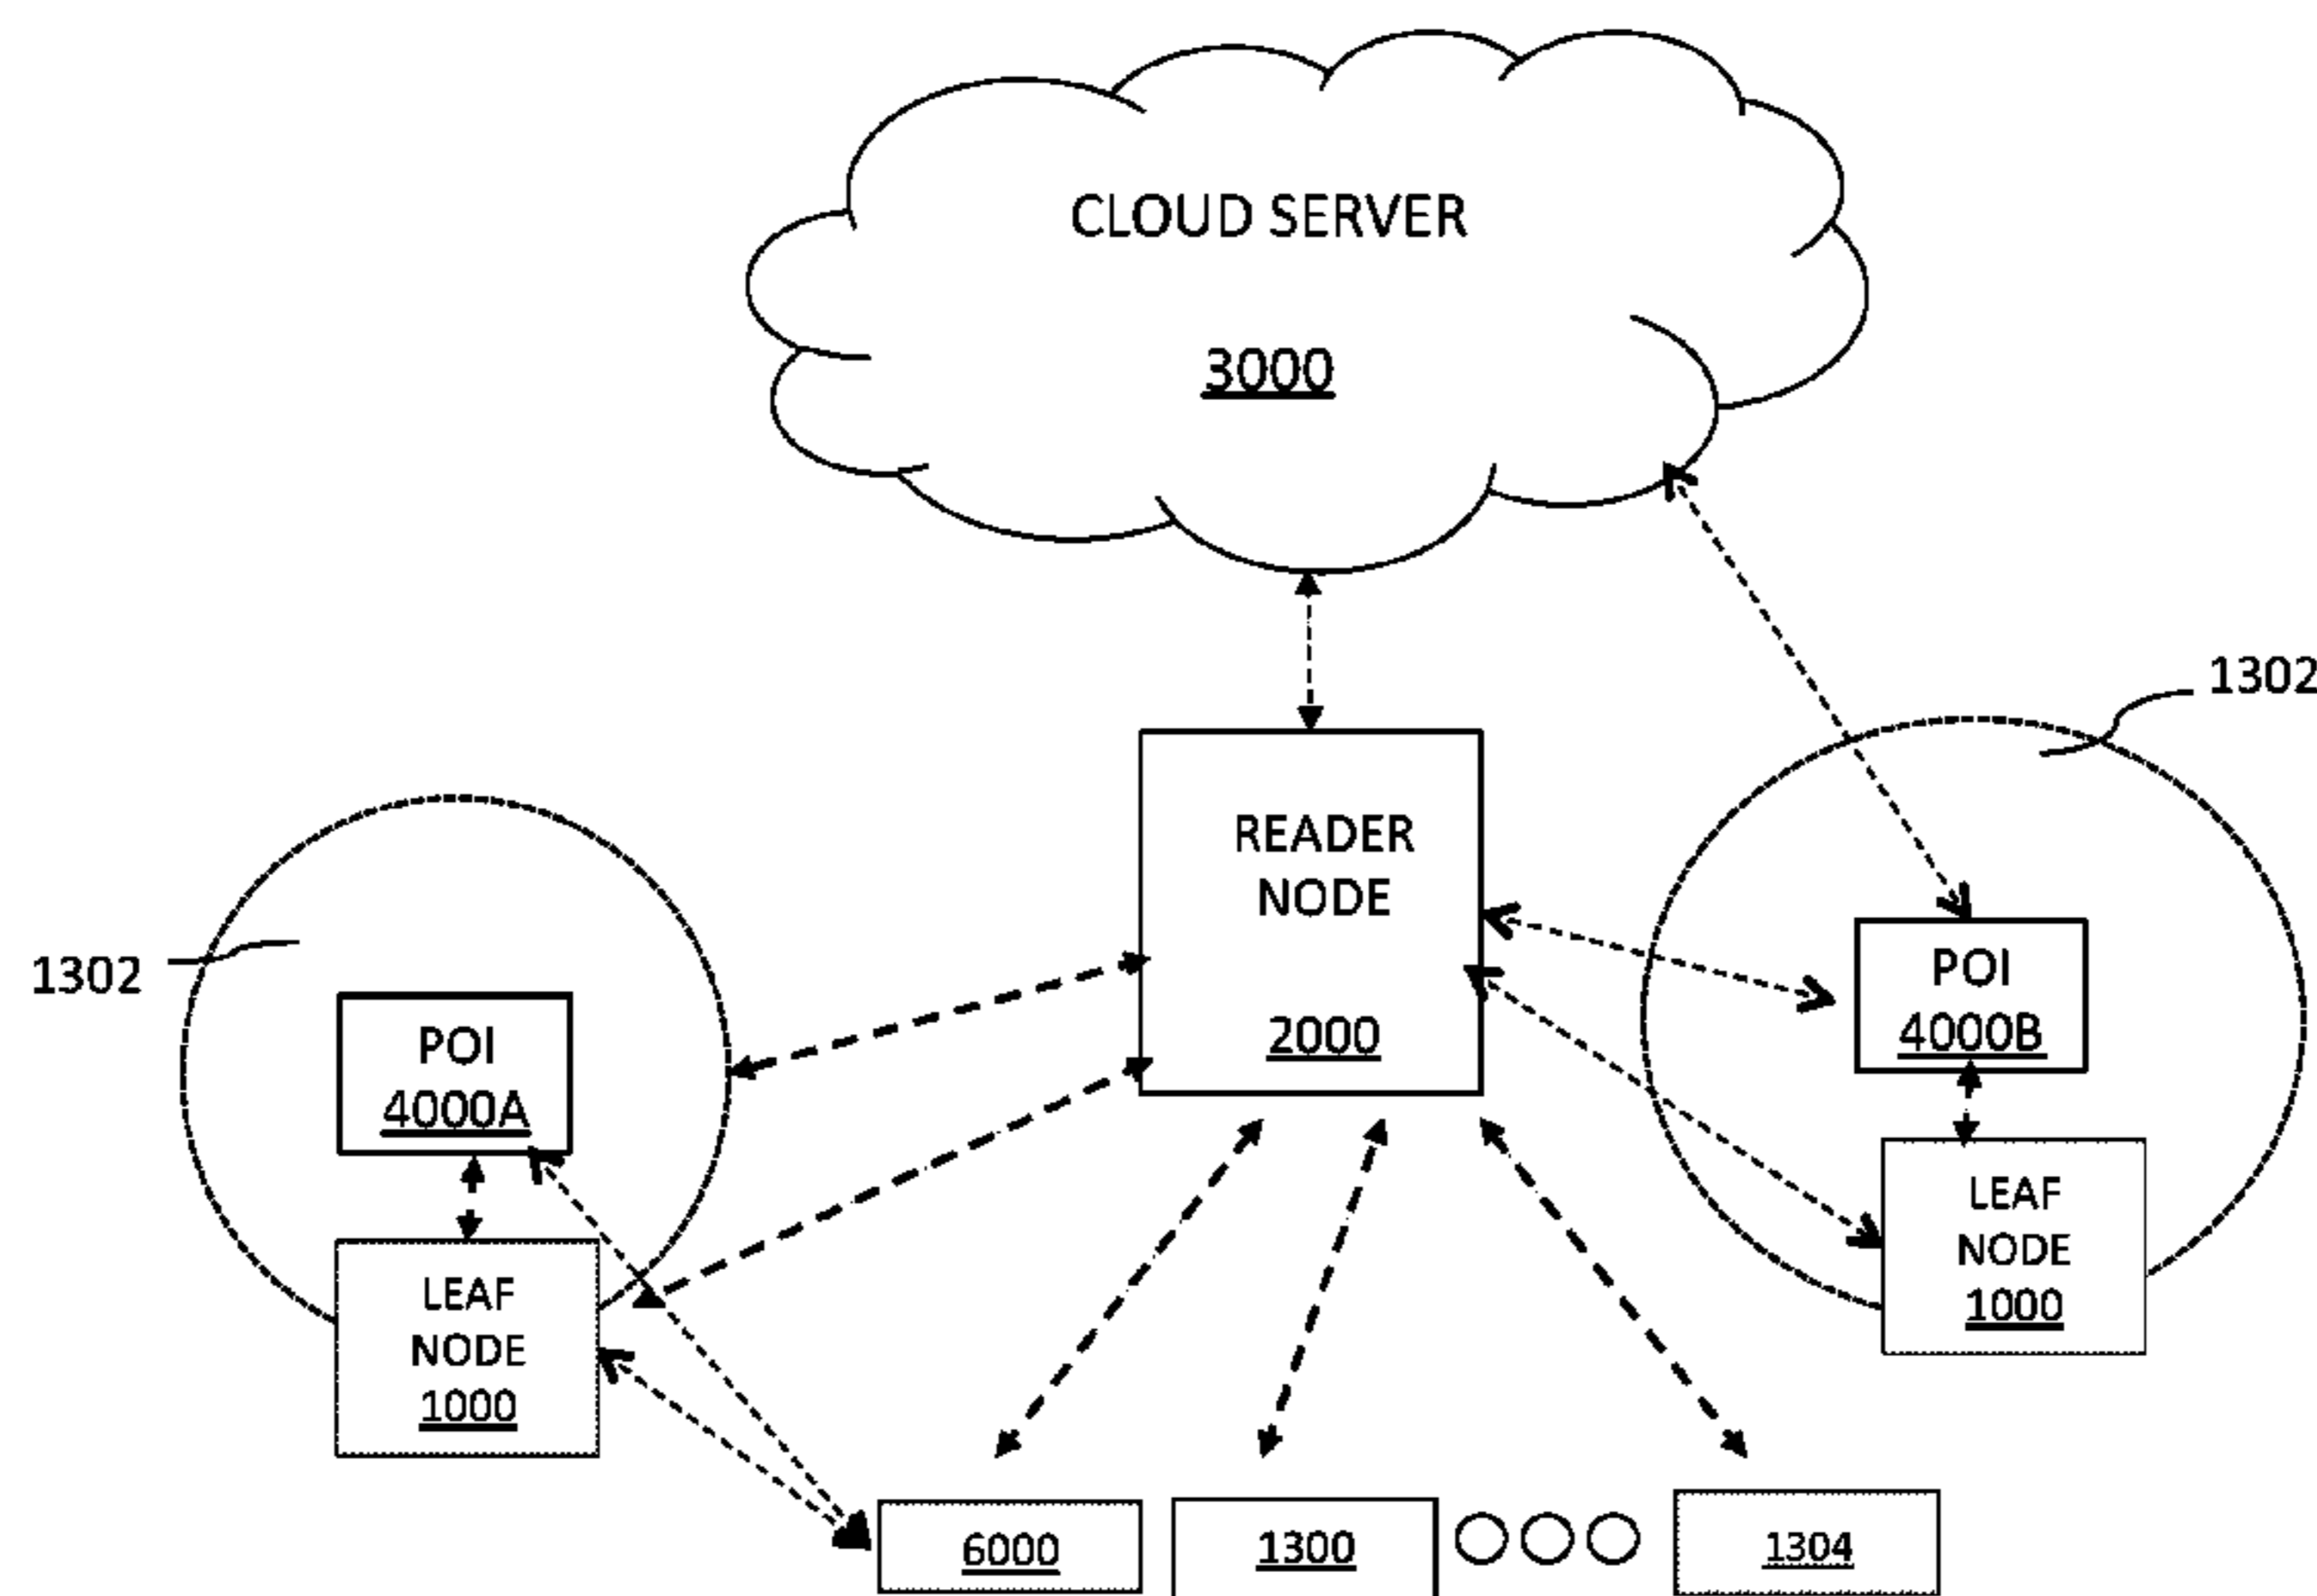 CLOUD SERVER
3000
1302
READER
NODE
2000
1302
POI
4000A
POI
4000B
LEAF
NODE
1000
LEAF
NODE
1000
6000
1300
1304